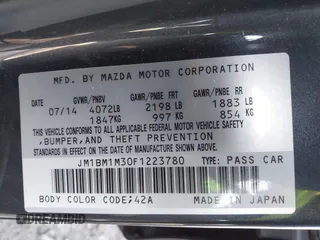 MFD. BY MAZDA MOTOR CORPORATION
GVWR/PNBV GAWR/PNBE FRT GAWR/PNBE RR
07/14 4072LB 2198 LB 1883 LB
1847KG 997 KG 854 KG
THIS VEHICLE CONFORMS TO ALL APPLICABLE
U.S. FEDERAL MOTOR VEHICLE SAFETY
,BUMPER,AND THEFT PREVENTION
STANDARDS IN EFFECT ON THE DATE OF
MANUFACTURE SHOWN ABOVE.
JM1BM1M30F1223780 TYPE: PASS CAR
BODY COLOR CODE;42A MADE IN JAPAN
DREAMBID